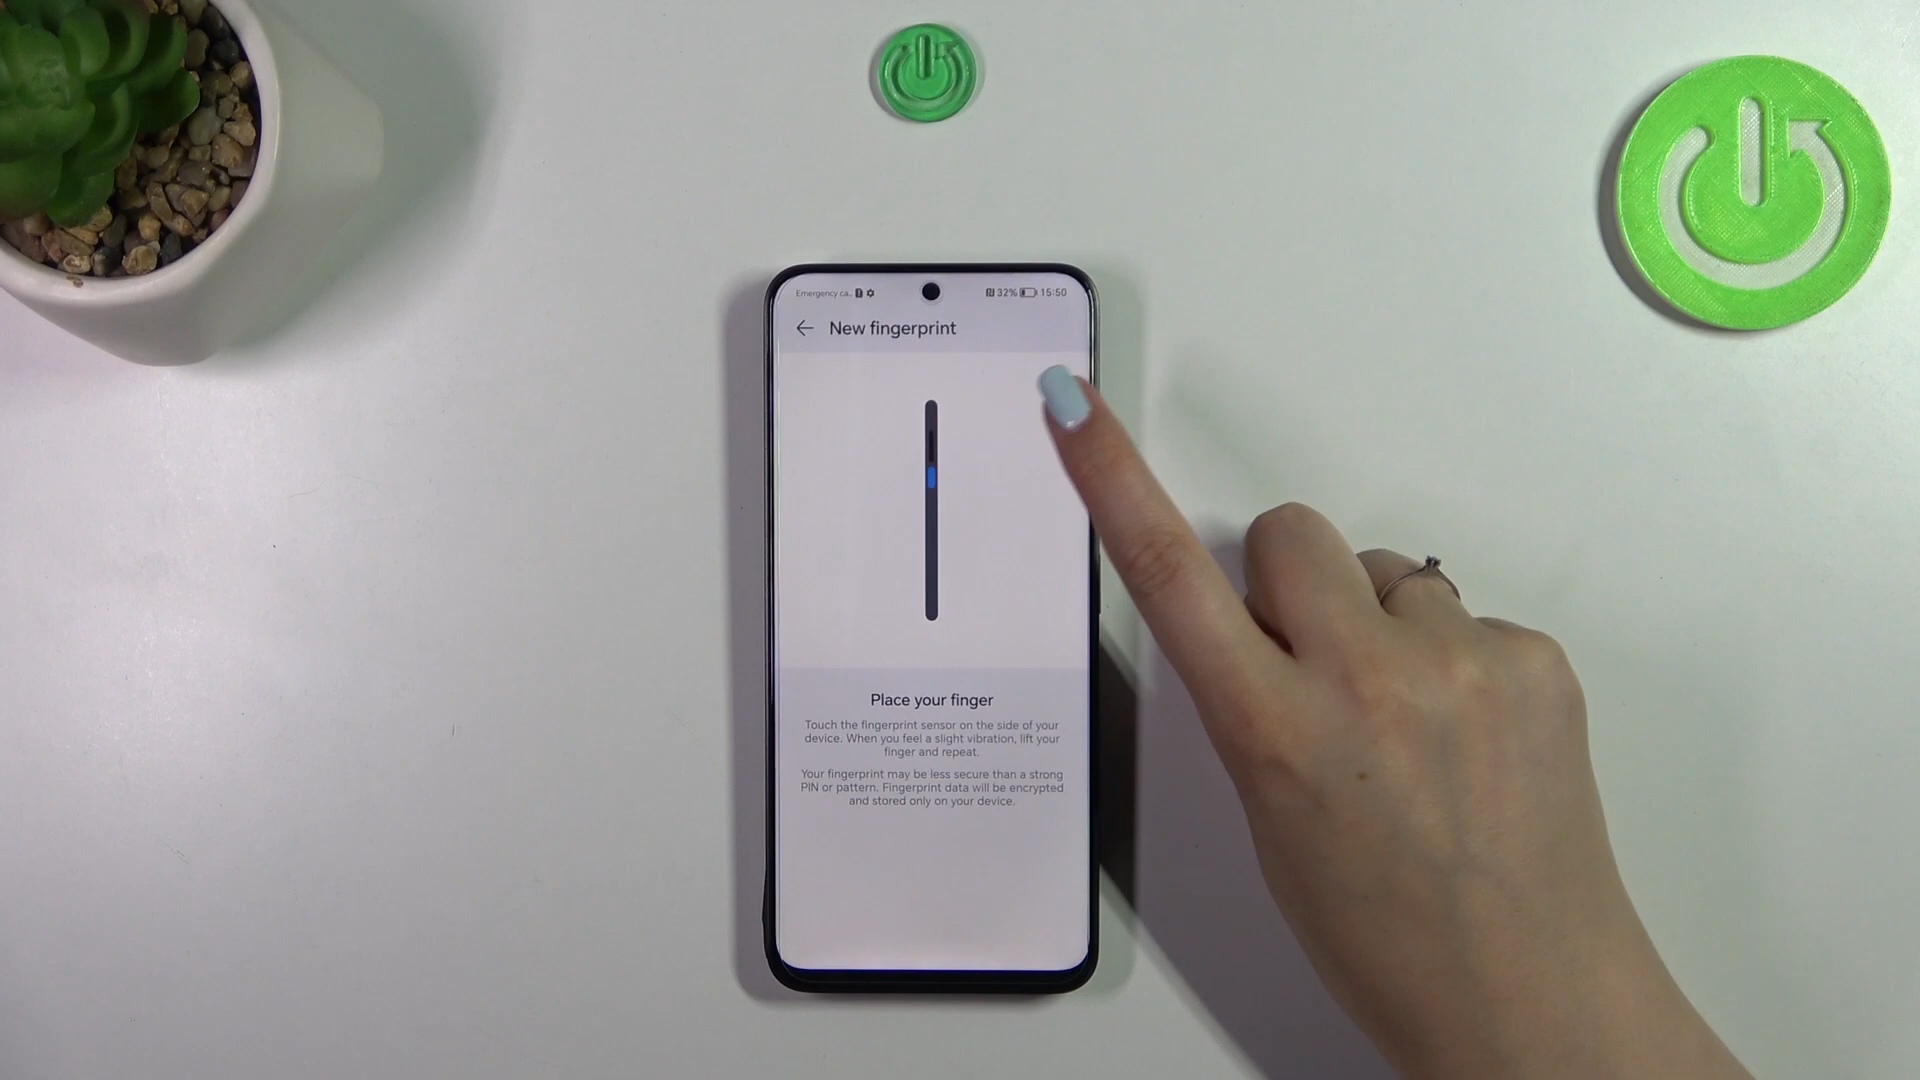 Emergency ca.. 32% 15:50
New fingerprint
Place your finger
Touch the fingerprint sensor on the side of your
device. When you feel a slight vibration, lift your
finger and repeat.
Your fingerprint may be less secure than a strong
PIN or pattern. Fingerprint data will be encrypted
and stored only on your device.